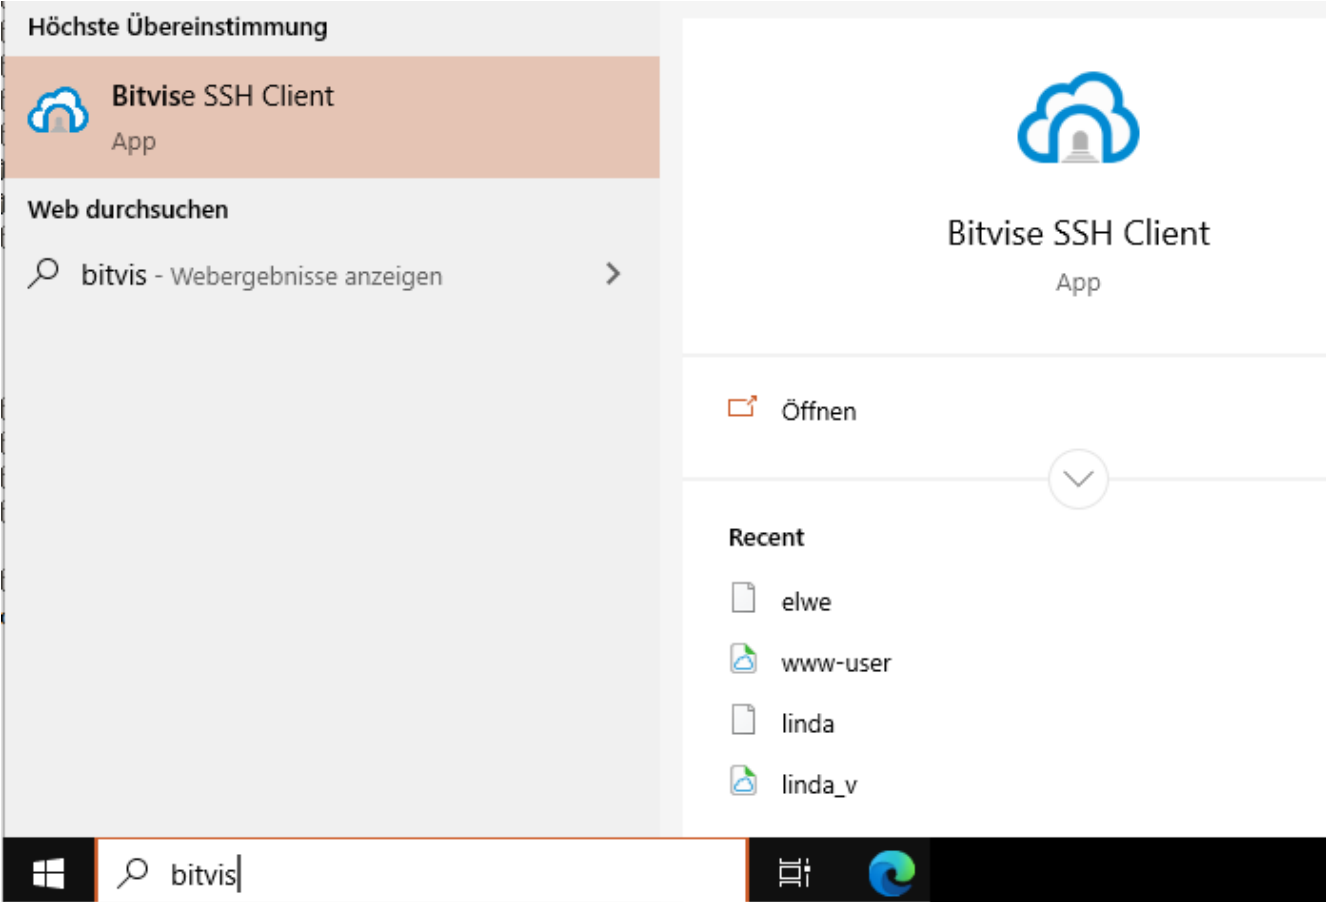 Höchste Übereinstimmung
Bitvise SSH Client
App
Web durchsuchen
bitvis - Webergebnisse anzeigen
Bitvise SSH Client
App
Öffnen
Recent
elwe
www-user
linda
linda_v
bitvis